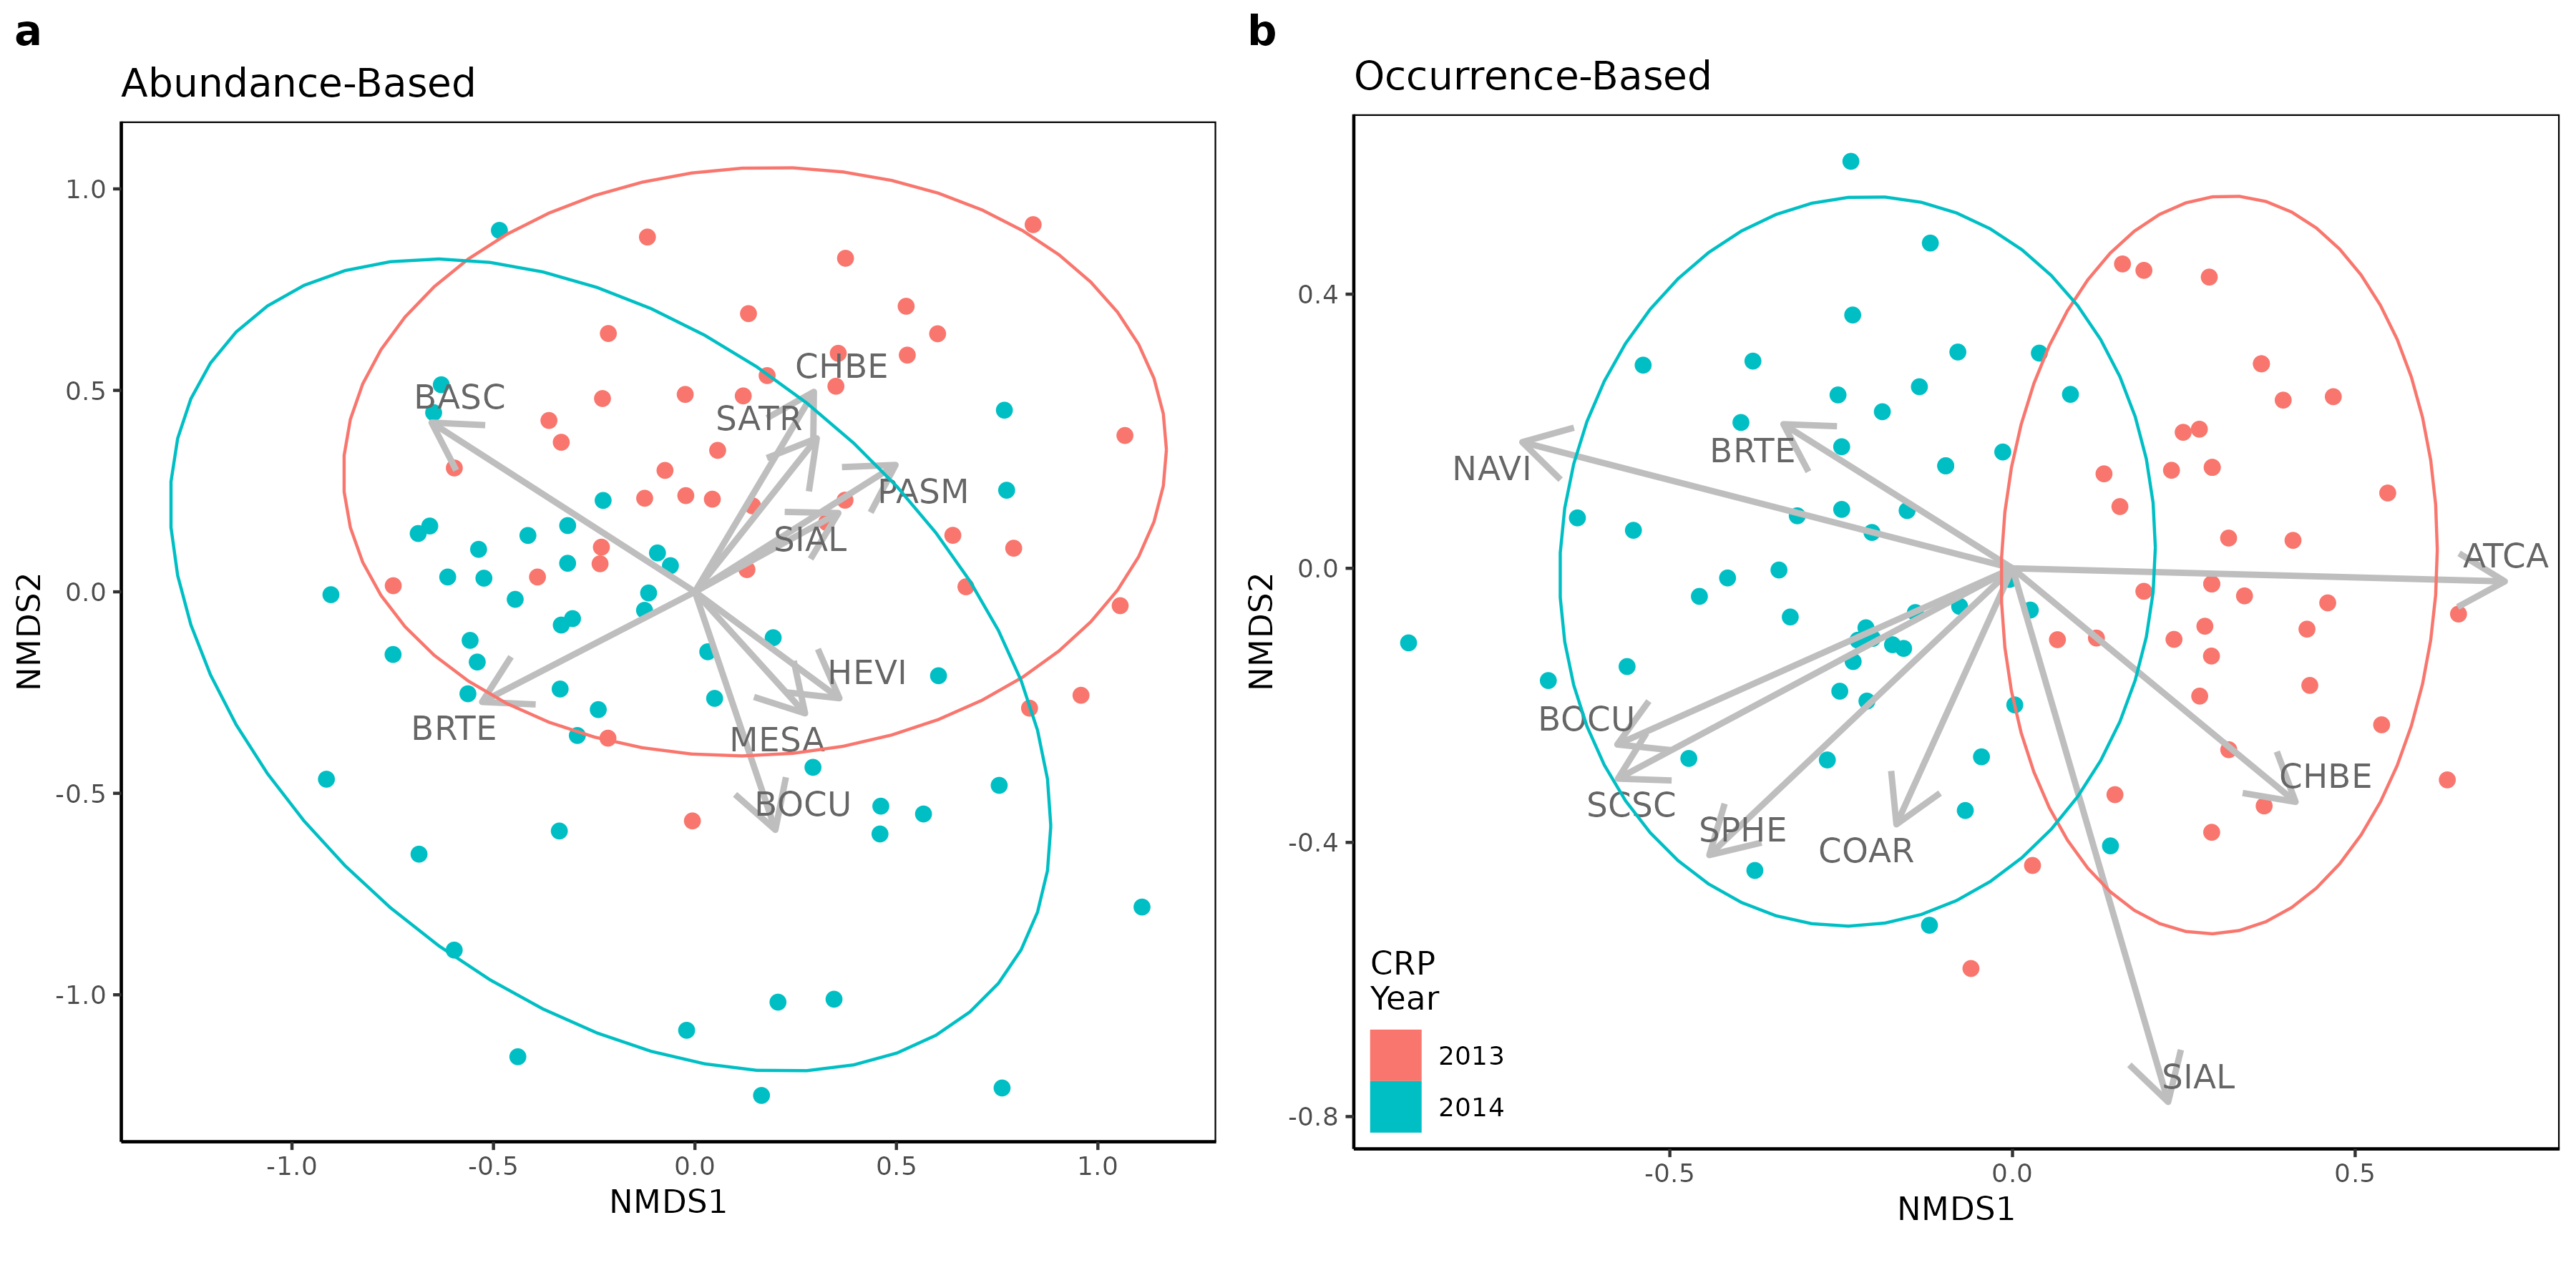 a
Abundance-Based
1.0
0.5
0.0
-0.5
-1.0
NMDS2
BASC
CHBE
SATR
PASM
SIAL
HEVI
BRTE
MESA
BOCU
-1.0 -0.5 0.0 0.5 1.0
NMDS1
b
Occurrence-Based
0.4
0.0
-0.4
-0.8
NMDS2
BRTE
NAVI
ATCA
BOCU
CHBE
SCSC
SPHE
COAR
SIAL
CRP
Year
2013
2014
-0.5 0.0 0.5
NMDS1